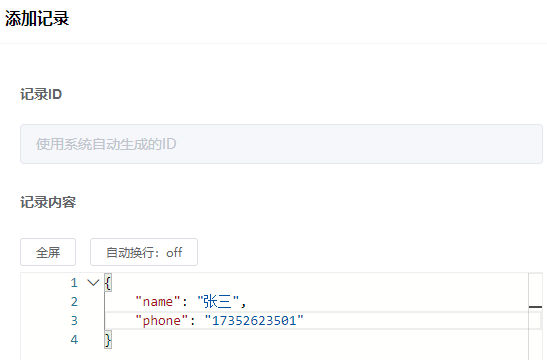 添加记录
记录ID
使用系统自动生成的ID
记录内容
全屏 自动换行：off
1 {
2 "name": "张三",
3 "phone": "17352623501"
4 }